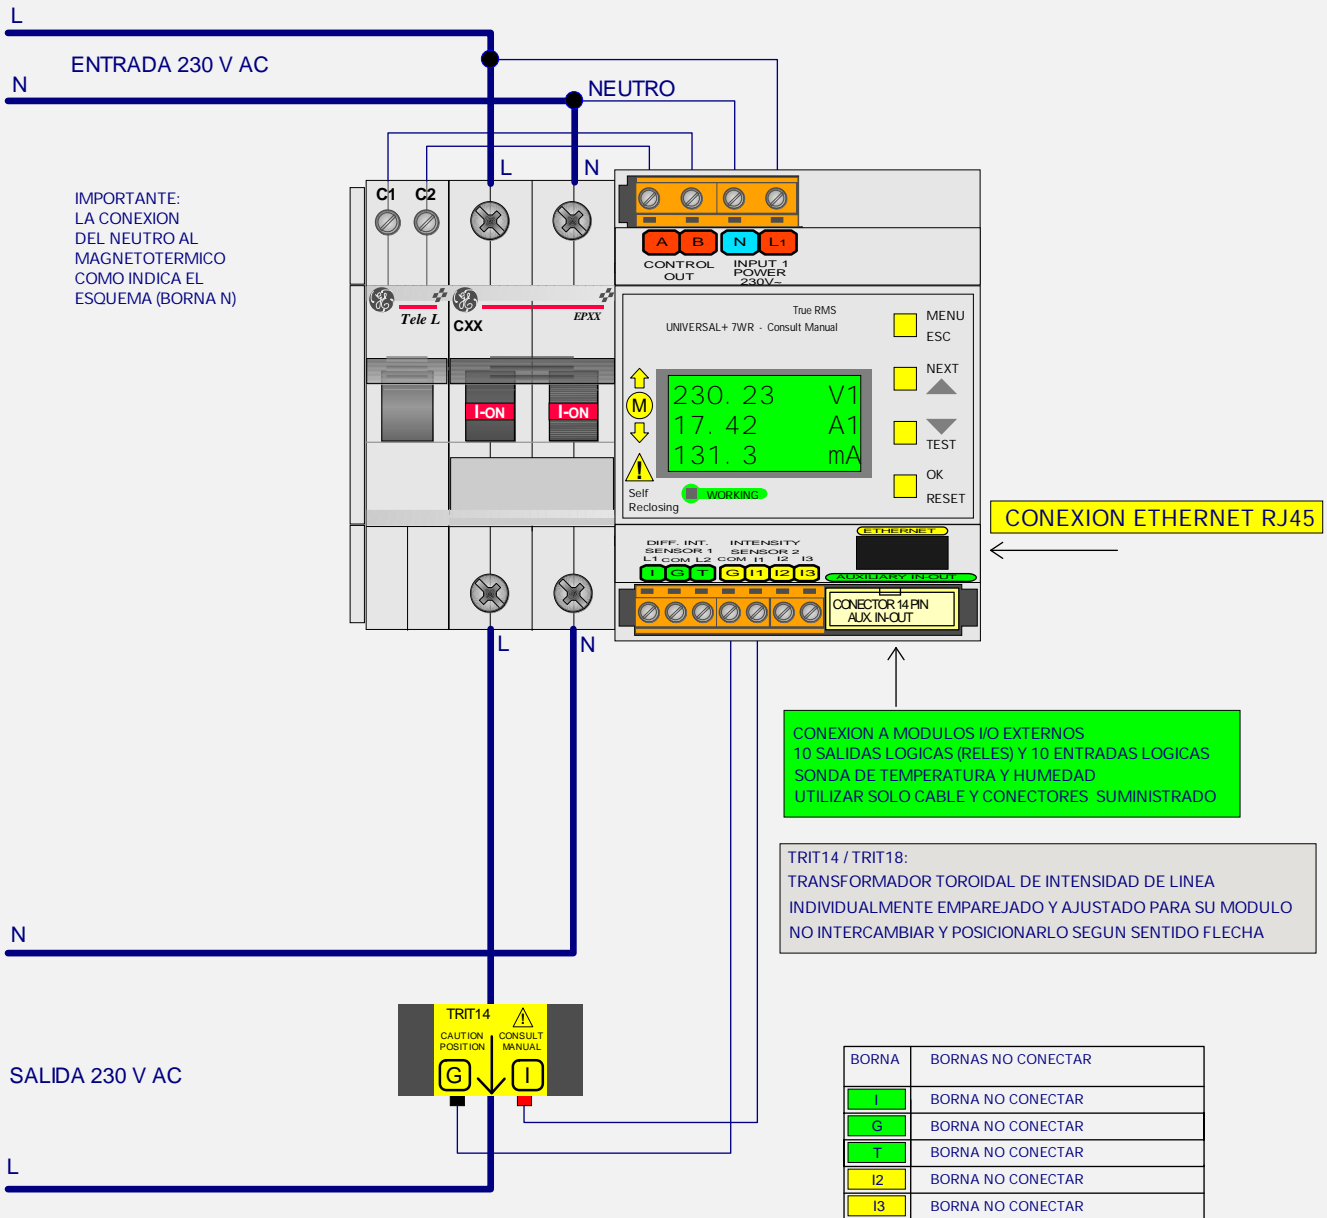 L
ENTRADA 230 V AC
N
NEUTRO
L
N
IMPORTANTE:
LA CONEXION
DEL NEUTRO AL
MAGNETOTERMICO
COMO INDICA EL
ESQUEMA (BORNA N)
C1
C2
A
B
N
L1
CONTROL
OUT
INPUT 1
POWER
230V~
Tele L
CXX
EPXX
True RMS
UNIVERSAL+ 7WR - Consult Manual
MENU
ESC
NEXT
TEST
OK
RESET
M
230. 23 V1
17. 42 A1
131. 3 mA
I-ON
I-ON
Self
Reclosing
WORKING
CONEXION ETHERNET RJ45
ETHERNET
DIFF. INT.
SENSOR 1
L1 COM L2
INTENSITY
SENSOR 2
COM I1 I2 I3
I
G
T
G
I1
I2
I3
AUXILIARY IN-OUT
CONECTOR 14 PIN
AUX. IN-OUT
L
N
CONEXION A MODULOS I/O EXTERNOS
10 SALIDAS LOGICAS (RELES) Y 10 ENTRADAS LOGICAS
SONDA DE TEMPERATURA Y HUMEDAD
UTILIZAR SOLO CABLE Y CONECTORES SUMINISTRADO
TRIT14 / TRIT18:
TRANSFORMADOR TOROIDAL DE INTENSIDAD DE LINEA
INDIVIDUALMENTE EMPAREJADO Y AJUSTADO PARA SU MODULO
NO INTERCAMBIAR Y POSICIONARLO SEGUN SENTIDO FLECHA
N
TRIT14
CAUTION
POSITION
CONSULT
MANUAL
G
I
SALIDA 230 V AC
L
BORNA BORNAS NO CONECTAR
I BORNA NO CONECTAR
G BORNA NO CONECTAR
T BORNA NO CONECTAR
I2 BORNA NO CONECTAR
I3 BORNA NO CONECTAR